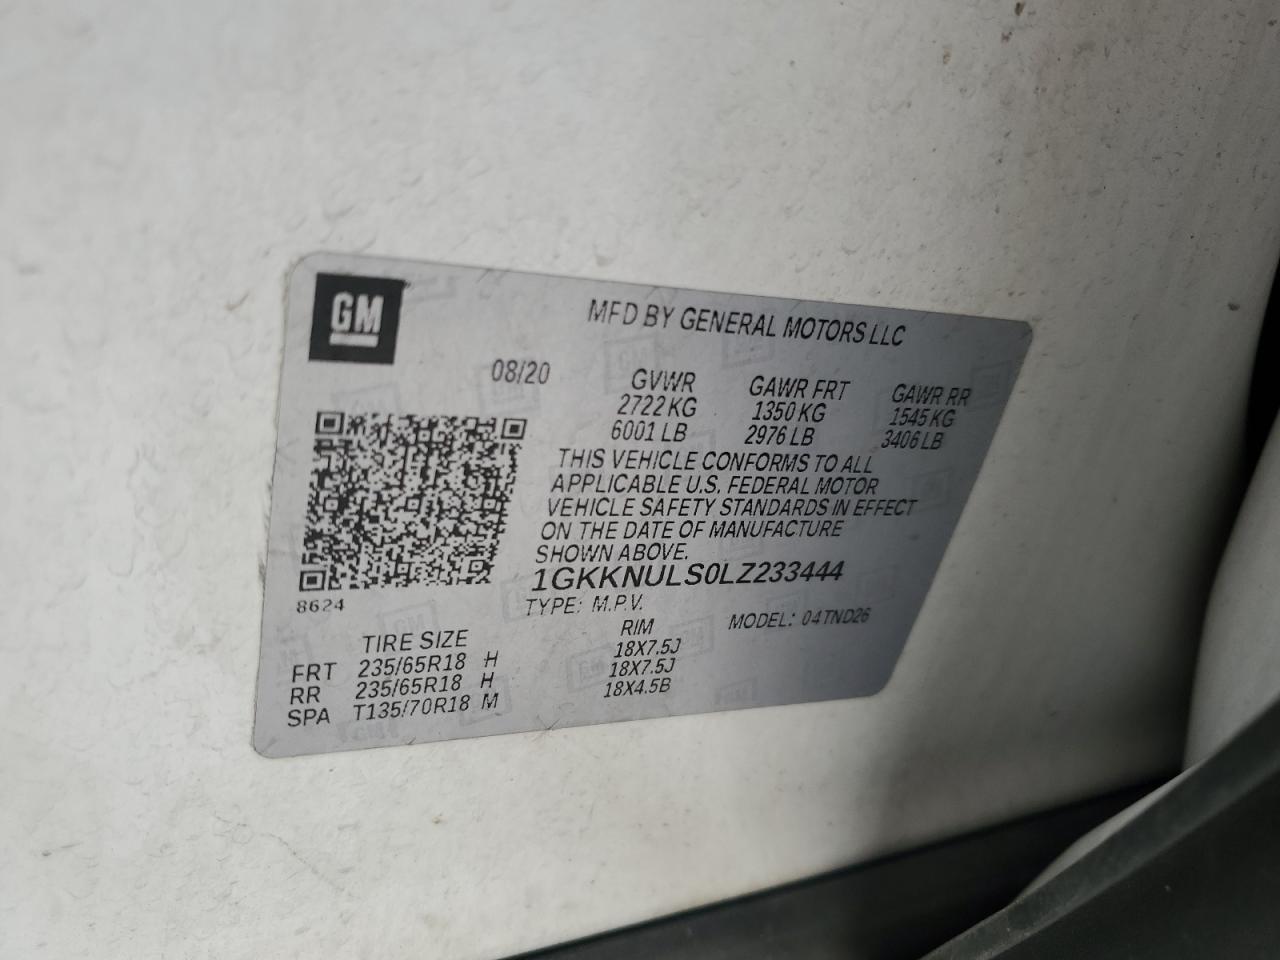 GM
MFD BY GENERAL MOTORS LLC
08/20
GVWR GAWR FRT GAWR RR
2722 KG 1350 KG 1545 KG
6001 LB 2976 LB 3406 LB
THIS VEHICLE CONFORMS TO ALL
APPLICABLE U.S. FEDERAL MOTOR
VEHICLE SAFETY STANDARDS IN EFFECT
ON THE DATE OF MANUFACTURE
SHOWN ABOVE.
1GKKNULS0LZ233444
8624
TYPE: M.P.V. MODEL: 04TND26
TIRE SIZE RIM
FRT 235/65R18 H 18X7.5J
RR 235/65R18 H 18X7.5J
SPA T135/70R18 M 18X4.5B